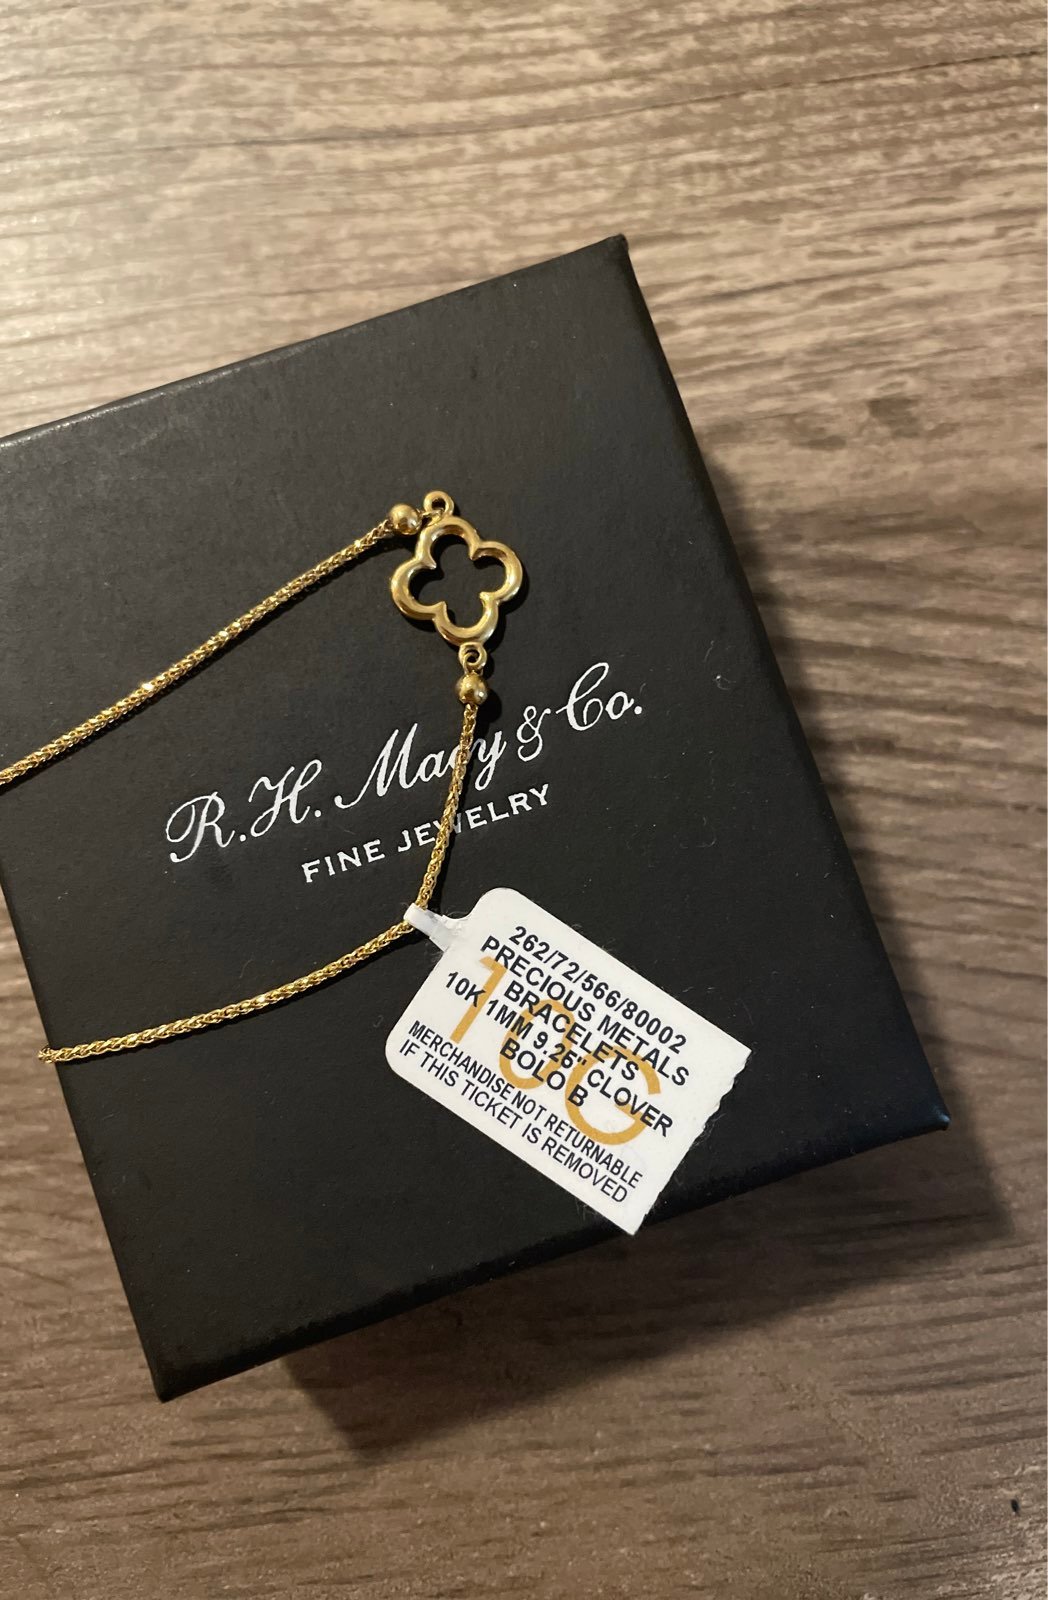 R.H. Macy & Co.
FINE JEWELRY
262/72/566/80002
PRECIOUS METALS
BRACELETS
10K 1MM 9.25" CLOVER
BOLO B
MERCHANDISE NOT RETURNABLE
IF THIS TICKET IS REMOVED
10G